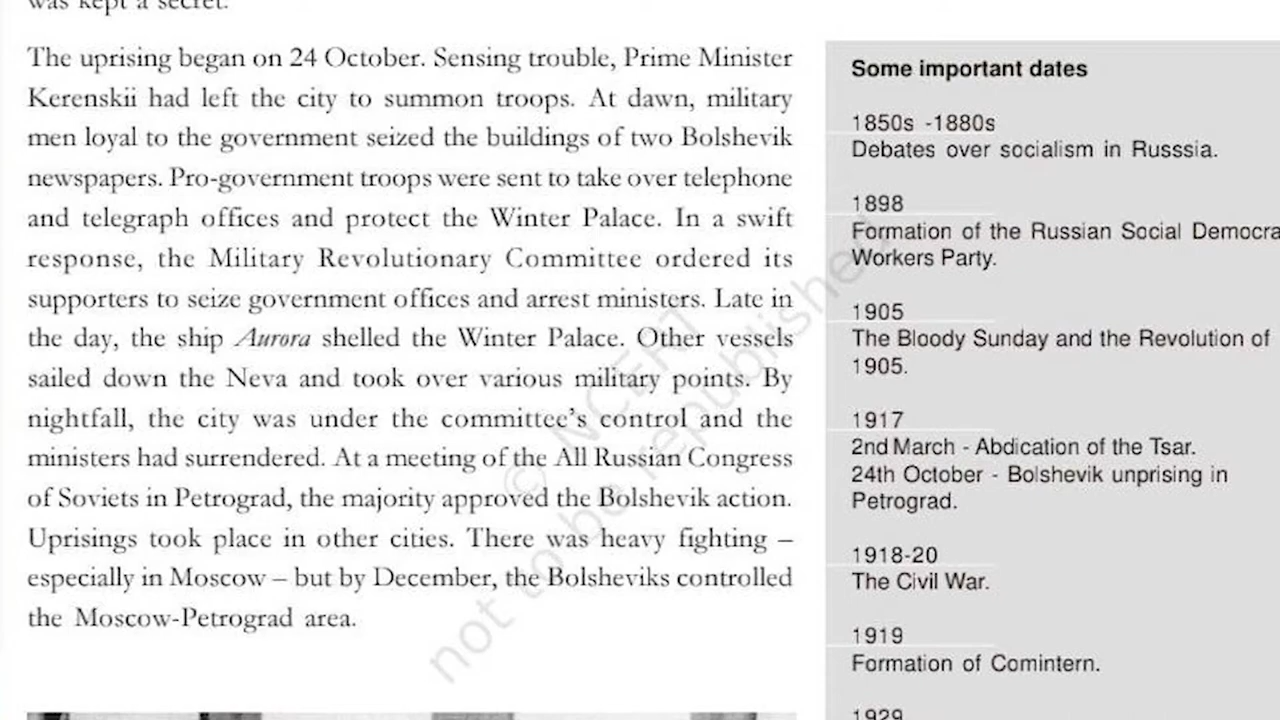 was kept a secret.
The uprising began on 24 October. Sensing trouble, Prime Minister
Kerenskii had left the city to summon troops. At dawn, military
men loyal to the government seized the buildings of two Bolshevik
newspapers. Pro-government troops were sent to take over telephone
and telegraph offices and protect the Winter Palace. In a swift
response, the Military Revolutionary Committee ordered its
supporters to seize government offices and arrest ministers. Late in
the day, the ship Aurora shelled the Winter Palace. Other vessels
sailed down the Neva and took over various military points. By
nightfall, the city was under the committee’s control and the
ministers had surrendered. At a meeting of the All Russian Congress
of Soviets in Petrograd, the majority approved the Bolshevik action.
Uprisings took place in other cities. There was heavy fighting –
especially in Moscow – but by December, the Bolsheviks controlled
the Moscow-Petrograd area.
Some important dates
1850s -1880s
Debates over socialism in Russsia.
1898
Formation of the Russian Social Democra
Workers Party.
1905
The Bloody Sunday and the Revolution of
1905.
1917
2nd March - Abdication of the Tsar.
24th October - Bolshevik unprising in
Petrograd.
1918-20
The Civil War.
1919
Formation of Comintern.
1929
© NCERT
not to be republished